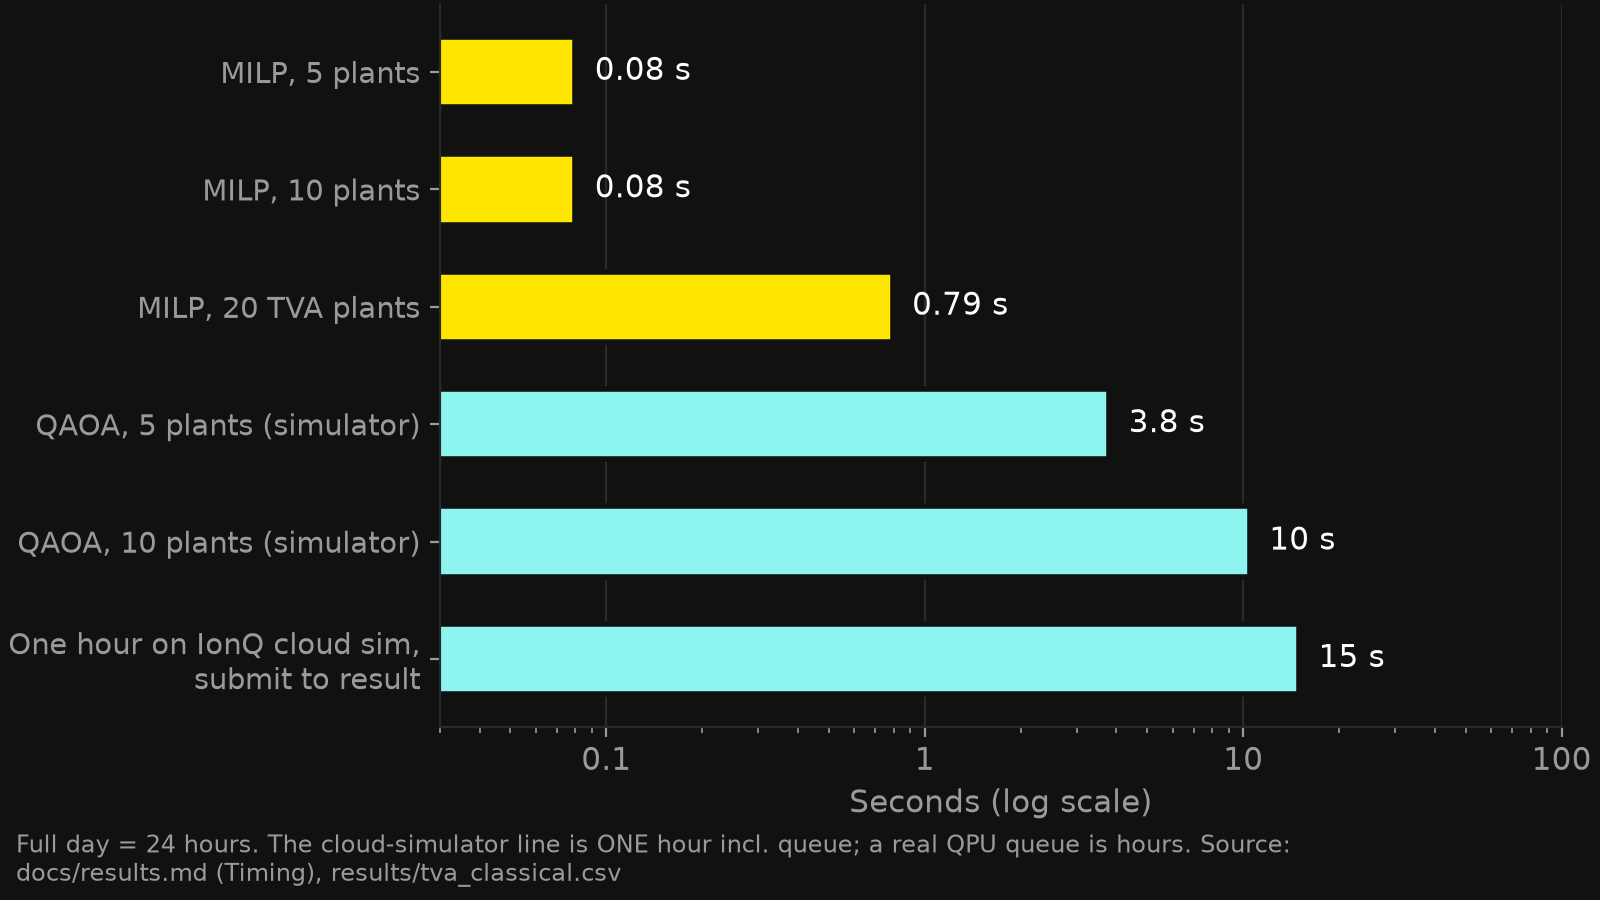 MILP, 5 plants
0.08 s
MILP, 10 plants
0.08 s
MILP, 20 TVA plants
0.79 s
QAOA, 5 plants (simulator)
3.8 s
QAOA, 10 plants (simulator)
10 s
One hour on IonQ cloud sim,
submit to result
15 s
0.1
1
10
100
Seconds (log scale)
Full day = 24 hours. The cloud-simulator line is ONE hour incl. queue; a real QPU queue is hours. Source:
docs/results.md (Timing), results/tva_classical.csv